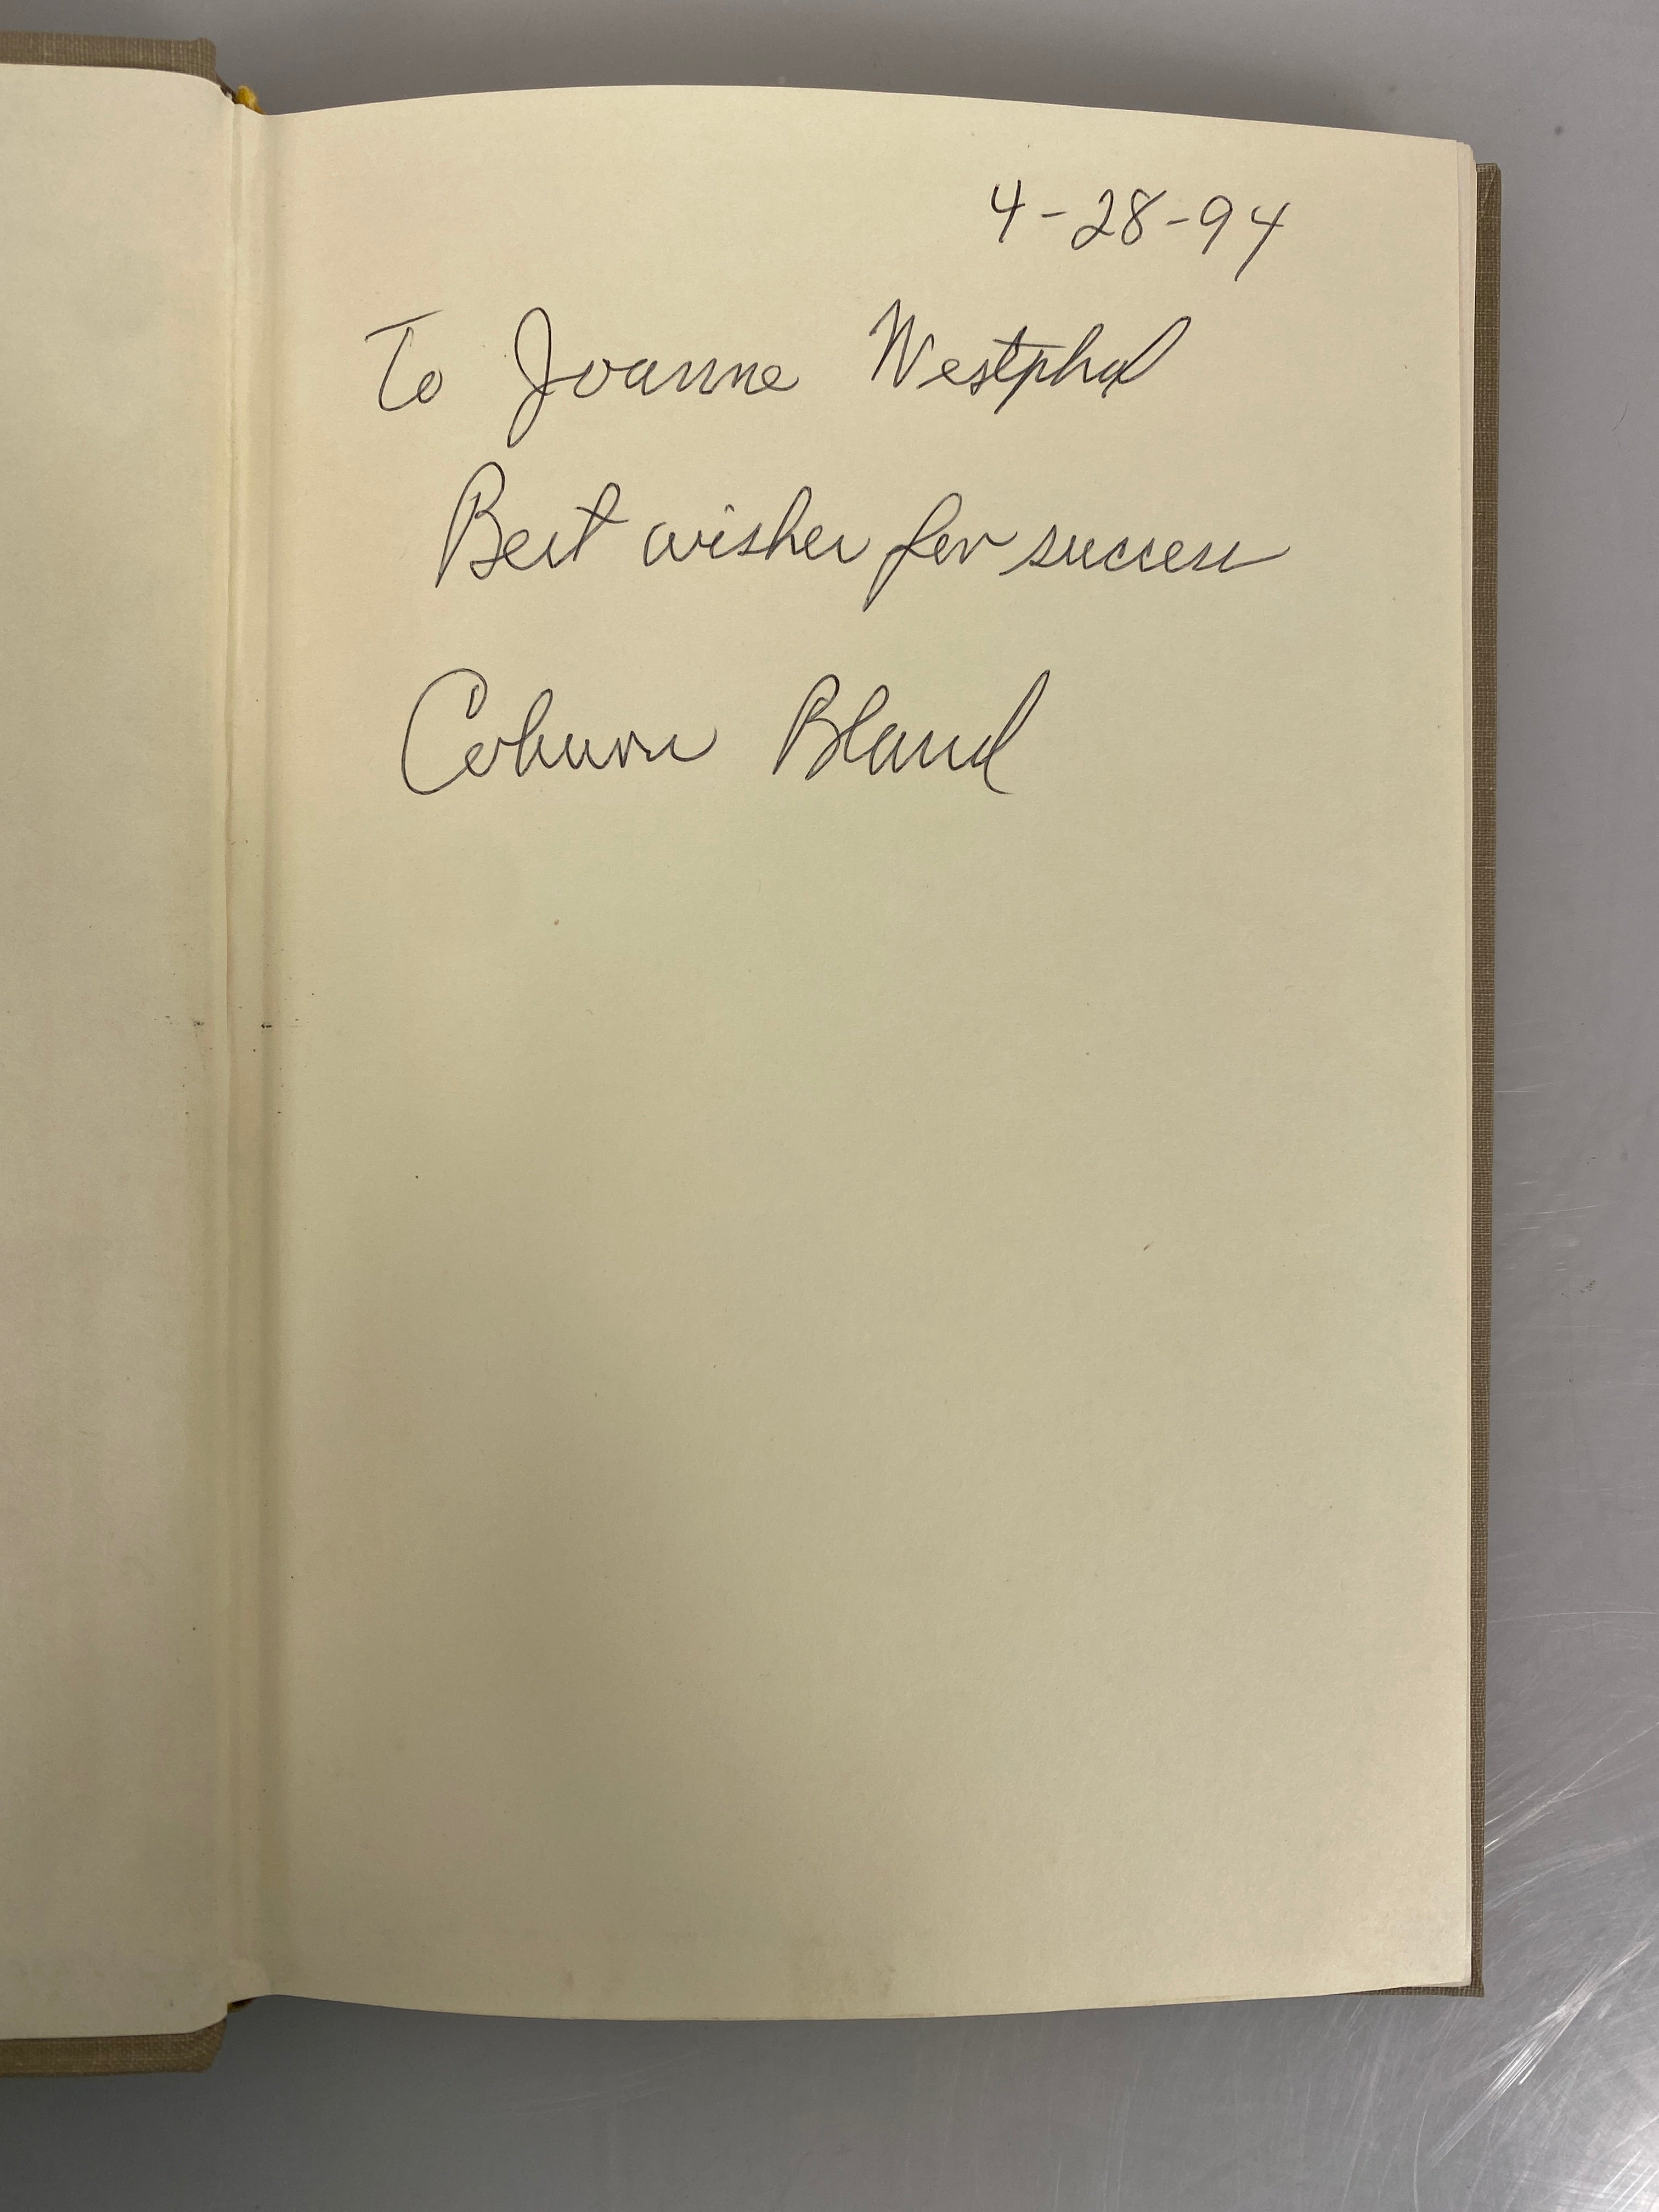 4-28-94
To Joanne Westphal
Best wishes for success
Coburn Bland